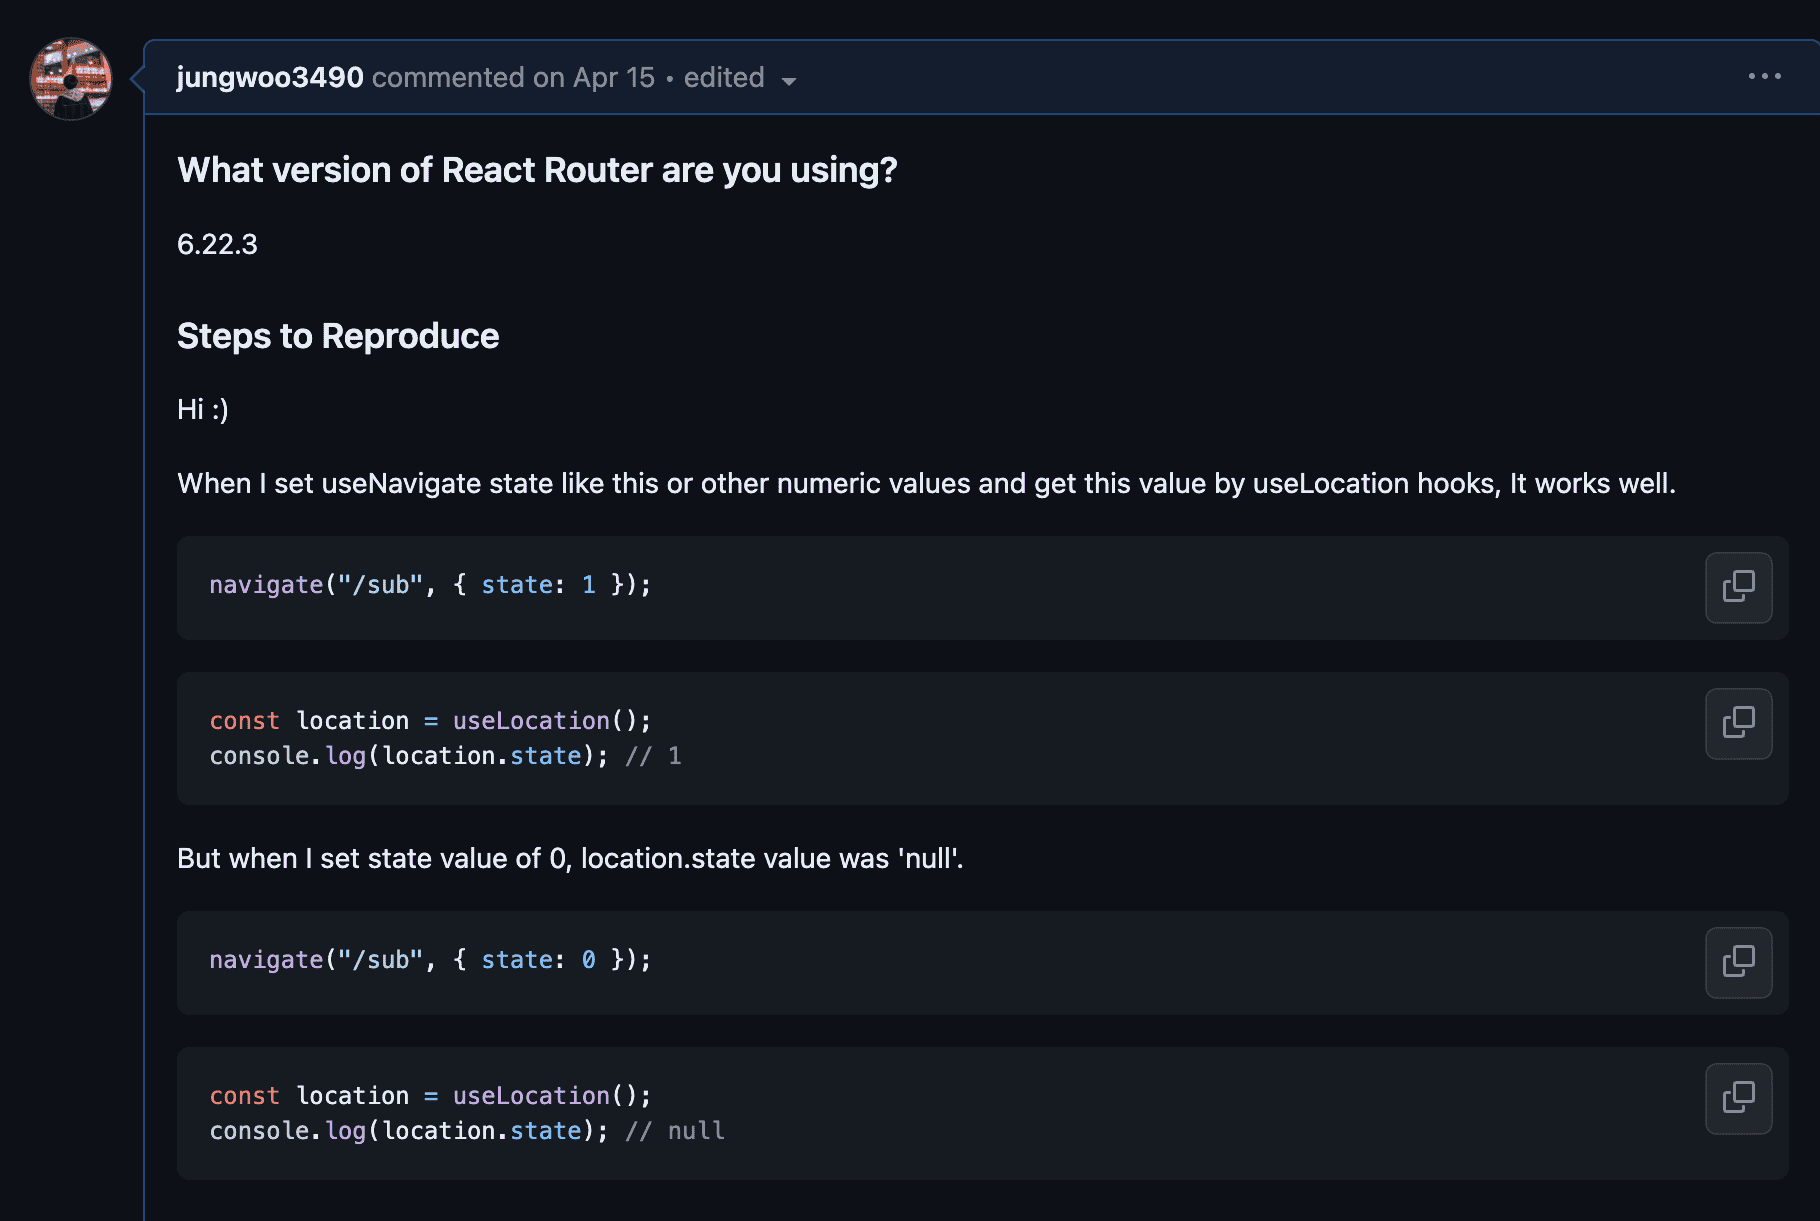 jungwoo3490 commented on Apr 15 • edited
What version of React Router are you using?
6.22.3
Steps to Reproduce
Hi :)
When I set useNavigate state like this or other numeric values and get this value by useLocation hooks, It works well.
navigate("/sub", { state: 1 });
const location = useLocation();
console.log(location.state); // 1
But when I set state value of 0, location.state value was 'null'.
navigate("/sub", { state: 0 });
const location = useLocation();
console.log(location.state); // null